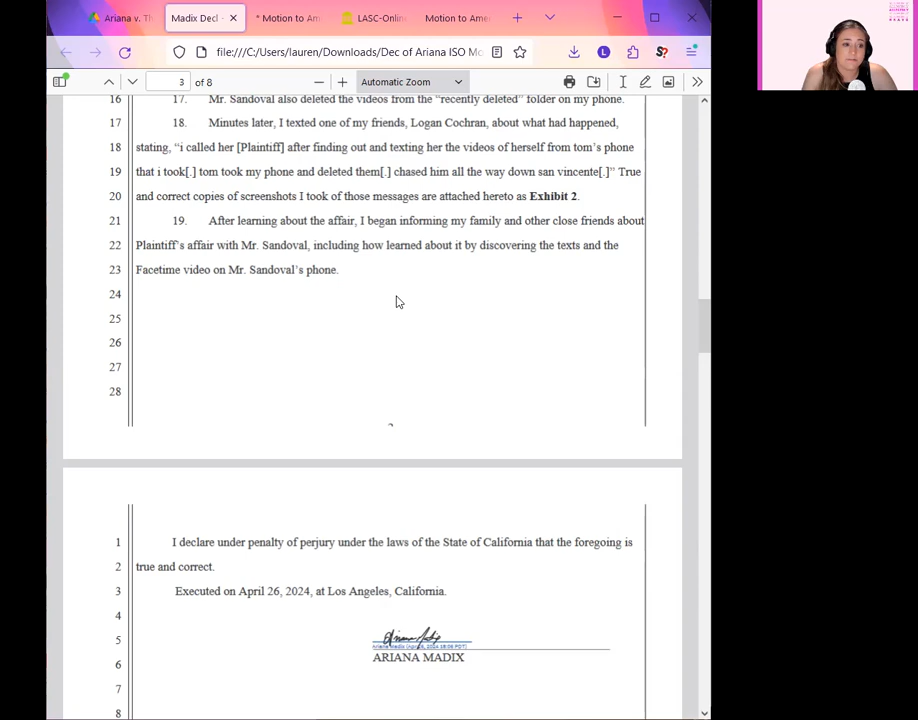 Ariana v. Th
Madix Decl
* Motion to Am
LASC-Onlin
Motion to Ame
file:///C:/Users/lauren/Downloads/Dec of Ariana ISO Mo
3 of 8
Automatic Zoom
16 17. Mr. Sandoval also deleted the videos from the “recently deleted” folder on my phone.
17 18. Minutes later, I texted one of my friends, Logan Cochran, about what had happened,
18 stating, “i called her [Plaintiff] after finding out and texting her the videos of herself from tom’s phone
19 that i took[.] tom took my phone and deleted them[.] chased him all the way down san vincente[.]” True
20 and correct copies of screenshots I took of those messages are attached hereto as Exhibit 2.
21 19. After learning about the affair, I began informing my family and other close friends about
22 Plaintiff’s affair with Mr. Sandoval, including how learned about it by discovering the texts and the
23 Facetime video on Mr. Sandoval’s phone.
24
25
26
27
28
1 I declare under penalty of perjury under the laws of the State of California that the foregoing is
2 true and correct.
3 Executed on April 26, 2024, at Los Angeles, California.
4
5
6 ARIANA MADIX
7
8